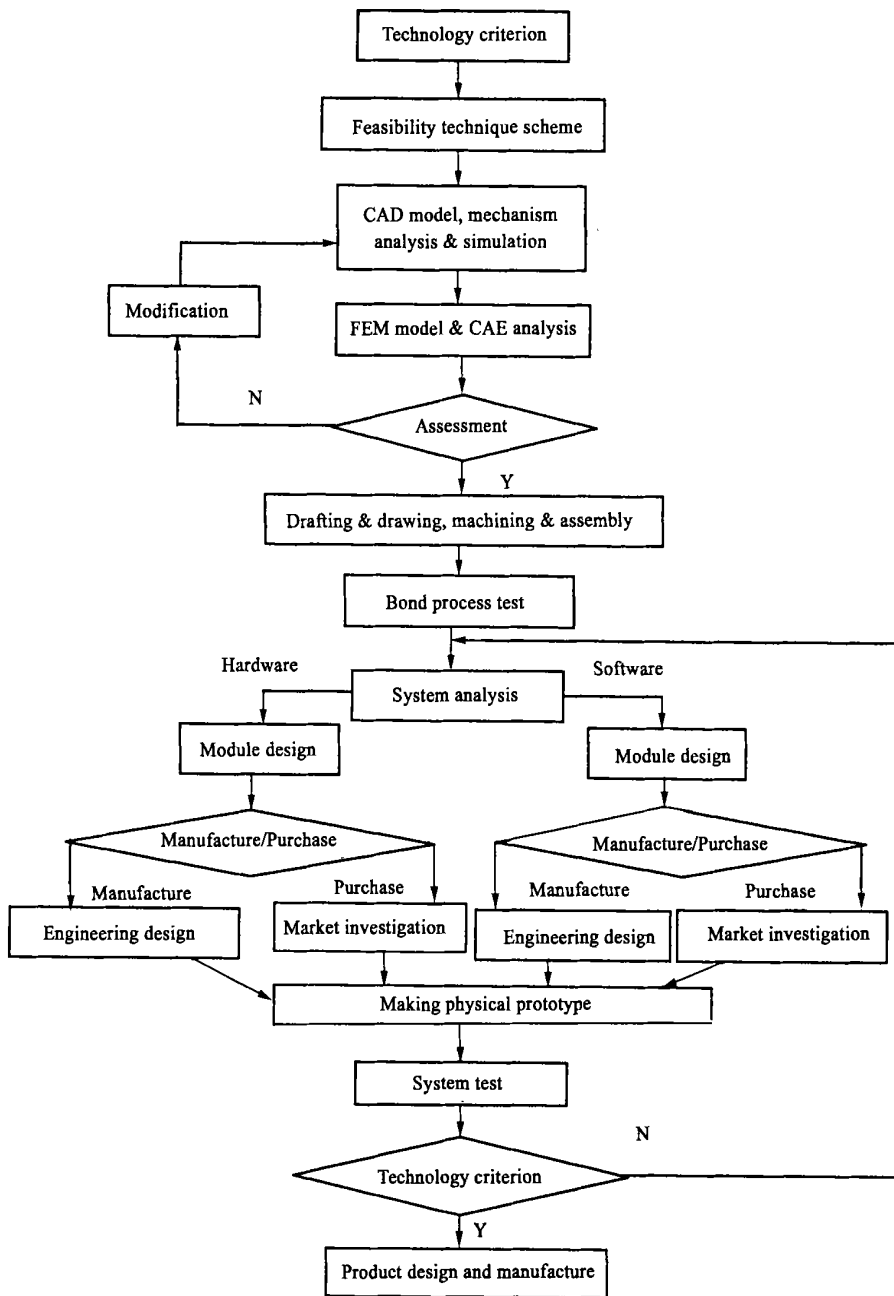 Technology criterion
Feasibility technique scheme
CAD model, mechanism
analysis & simulation
Modification
FEM model & CAE analysis
N
Assessment
Y
Drafting & drawing, machining & assembly
Bond process test
Hardware
Software
System analysis
Module design
Module design
Manufacture/Purchase
Manufacture/Purchase
Manufacture
Purchase
Manufacture
Purchase
Engineering design
Market investigation
Engineering design
Market investigation
Making physical prototype
System test
N
Technology criterion
Y
Product design and manufacture